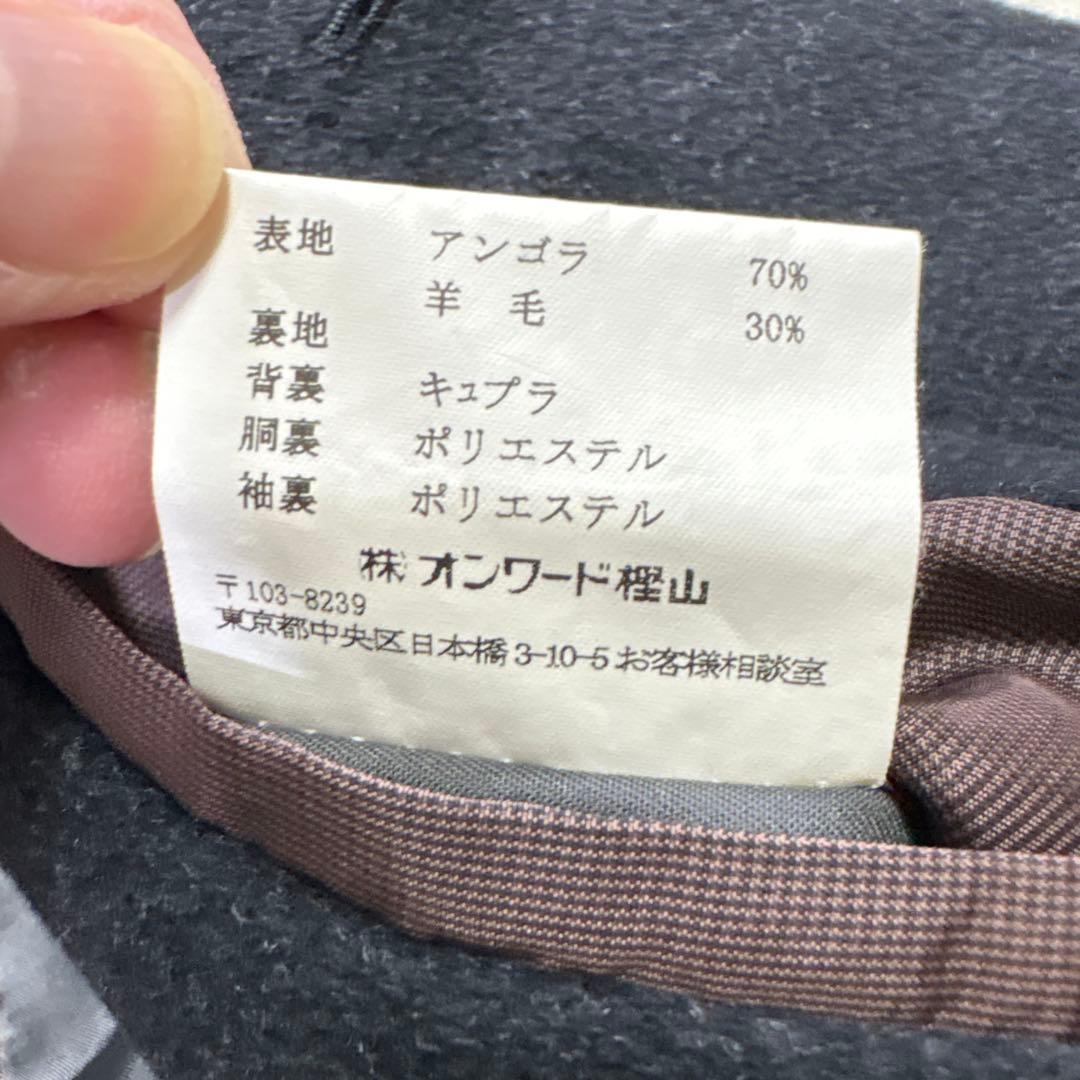 表地 アンゴラ 70%
羊 毛 30%
裏地
背裏 キュプラ
胴裏 ポリエステル
袖裏 ポリエステル
㈱オンワード樫山
〒103-8239
東京都中央区日本橋3-10-5お客様相談室